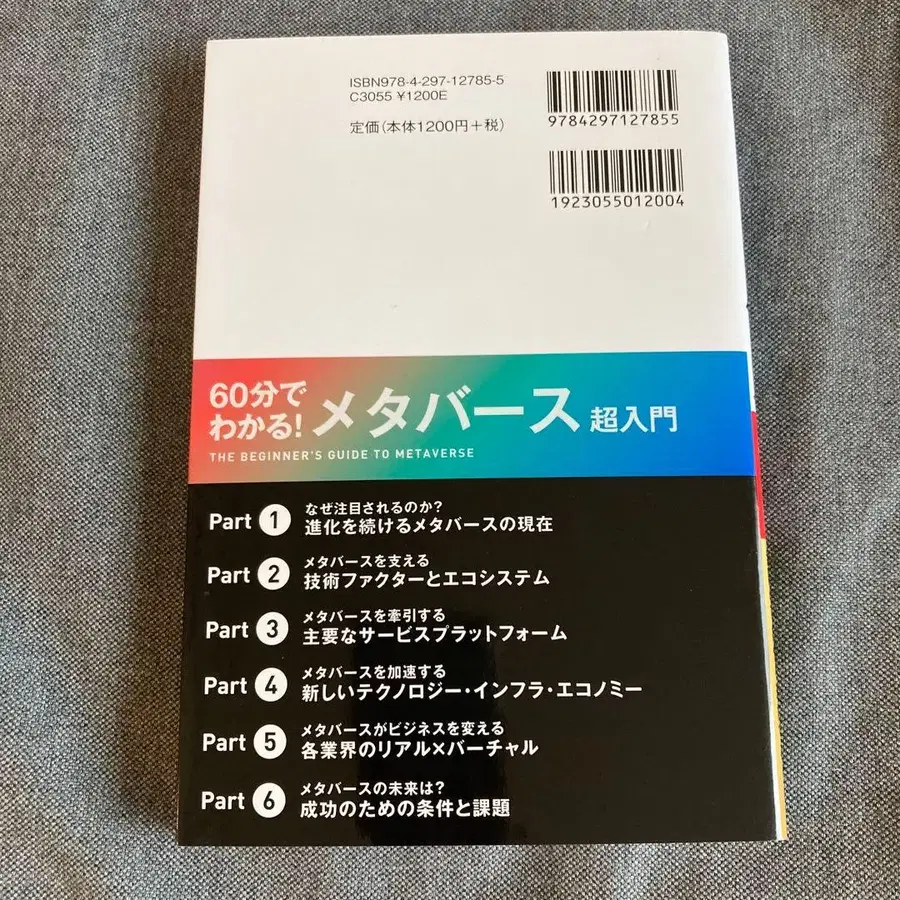 ISBN978-4-297-12785-5
C3055 ¥1200E
定価(本体1200円+税)
9784297127855
1923055012004
60分で
わかる! メタバース 超入門
THE BEGINNER'S GUIDE TO METAVERSE
Part 1 なぜ注目されるのか?
進化を続けるメタバースの現在
Part 2 メタバースを支える
技術ファクターとエコシステム
Part 3 メタバースを牽引する
主要なサービスプラットフォーム
Part 4 メタバースを加速する
新しいテクノロジー・インフラ・エコノミー
Part 5 メタバースがビジネスを変える
各業界のリアル×バーチャル
Part 6 メタバースの未来は?
成功のための条件と課題